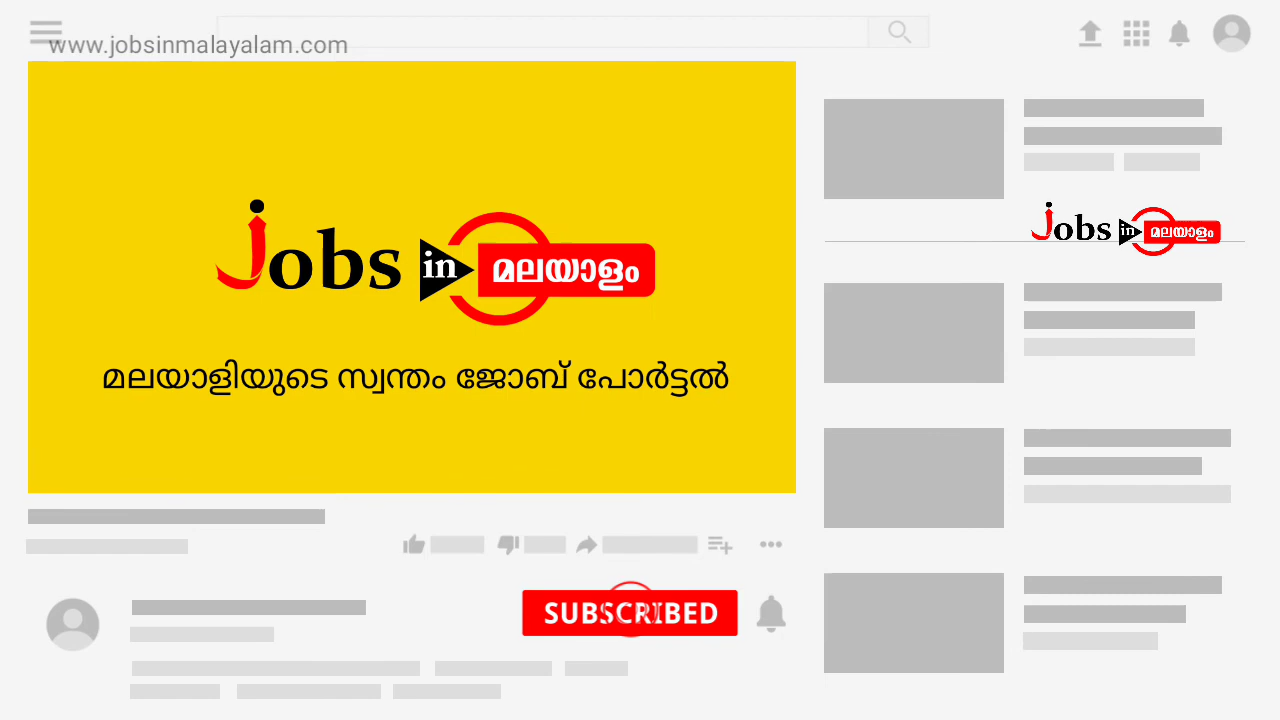 www.jobsinmalayalam.com
Jobs in മലയാളം
Jobs in മലയാളം
മലയാളിയുടെ സ്വന്തം ജോബ് പോർട്ടൽ
SUBSCRIBED